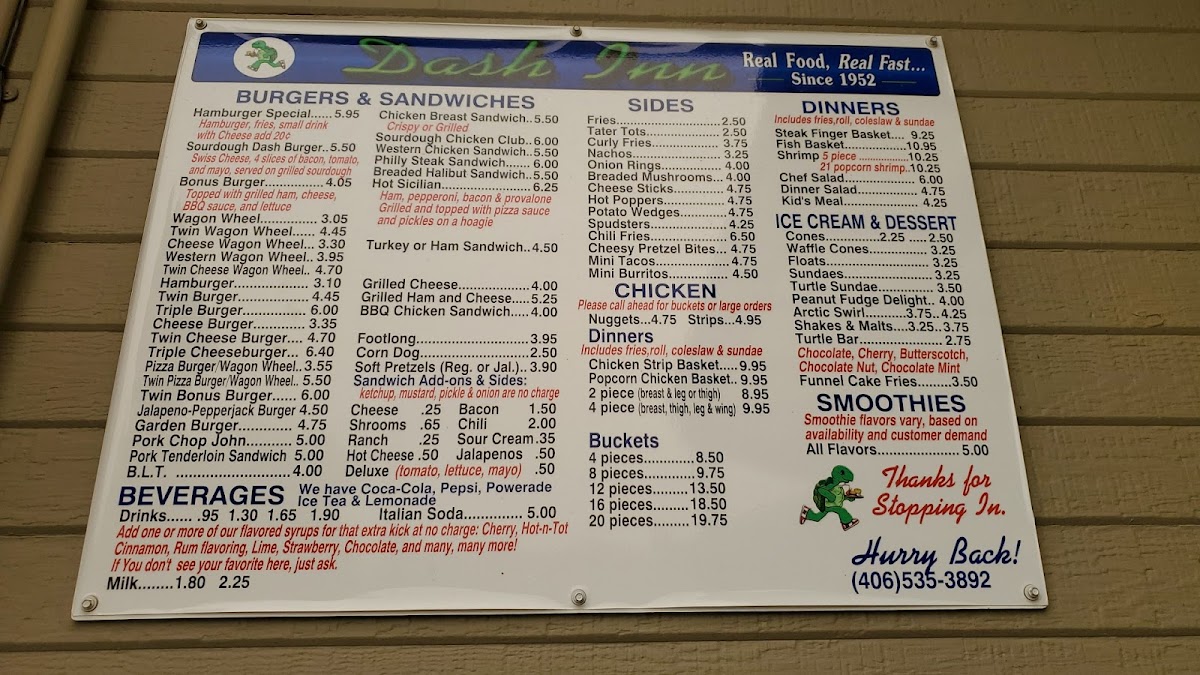 Dash Inn
Real Food, Real Fast...
Since 1952
BURGERS & SANDWICHES
Hamburger Special......5.95
Hamburger, fries, small drink
with Cheese add 20¢
Sourdough Dash Burger..5.50
Swiss Cheese, 4 slices of bacon, tomato,
and mayo, served on grilled sourdough
Bonus Burger............ 4.05
Topped with grilled ham, cheese,
BBQ sauce, and lettuce
Wagon Wheel............ 3.05
Twin Wagon Wheel...... 4.45
Cheese Wagon Wheel... 3.30
Western Wagon Wheel.. 3.95
Twin Cheese Wagon Wheel.. 4.70
Hamburger................ 3.10
Twin Burger............... 4.45
Triple Burger.............. 6.00
Cheese Burger............ 3.35
Twin Cheese Burger.... 4.70
Triple Cheeseburger... 6.40
Pizza Burger/Wagon Wheel..3.55
Twin Pizza Burger/Wagon Wheel.. 5.50
Twin Bonus Burger...... 6.00
Jalapeno-Pepperjack Burger 4.50
Garden Burger............. 4.75
Pork Chop John........... 5.00
Pork Tenderloin Sandwich 5.00
B.L.T. ......................... 4.00
Chicken Breast Sandwich..5.50
Crispy or Grilled
Sourdough Chicken Club..6.00
Western Chicken Sandwich..5.50
Philly Steak Sandwich...... 6.00
Breaded Halibut Sandwich..5.50
Hot Sicilian................... 6.25
Ham, pepperoni, bacon & provalone
Grilled and topped with pizza sauce
and pickles on a hoagie
Turkey or Ham Sandwich..4.50
Grilled Cheese................. 4.00
Grilled Ham and Cheese.....5.25
BBQ Chicken Sandwich.....4.00
Footlong........................ 3.95
Corn Dog........................ 2.50
Soft Pretzels (Reg. or Jal.)..3.90
Sandwich Add-ons & Sides:
ketchup, mustard, pickle & onion are no charge
Cheese .25 Bacon 1.50
Shrooms .65 Chili 2.00
Ranch .25 Sour Cream .35
Hot Cheese .50 Jalapenos .50
Deluxe (tomato, lettuce, mayo) .50
BEVERAGES
We have Coca-Cola, Pepsi, Powerade
Ice Tea & Lemonade
Drinks...... .95 1.30 1.65 1.90 Italian Soda.............. 5.00
Add one or more of our flavored syrups for that extra kick at no charge: Cherry, Hot-n-Tot
Cinnamon, Rum flavoring, Lime, Strawberry, Chocolate, and many, many more!
If You don't see your favorite here, just ask.
Milk........1.80 2.25
SIDES
Fries..........................2.50
Tater Tots................... 2.50
Curly Fries.................. 3.75
Nachos....................... 3.25
Onion Rings................ 4.00
Breaded Mushrooms... 4.00
Cheese Sticks............. 4.75
Hot Poppers................ 4.75
Potato Wedges............ 4.75
Spudsters................... 4.25
Chili Fries................... 6.50
Cheesy Pretzel Bites... 4.75
Mini Tacos.................. 4.75
Mini Burritos.............. 4.50
CHICKEN
Please call ahead for buckets or large orders
Nuggets...4.75 Strips...4.95
Dinners
Includes fries,roll, coleslaw & sundae
Chicken Strip Basket.....9.95
Popcorn Chicken Basket.. 9.95
2 piece (breast & leg or thigh) 8.95
4 piece (breast, thigh, leg & wing) 9.95
Buckets
4 pieces...........8.50
8 pieces...........9.75
12 pieces.........13.50
16 pieces.........18.50
20 pieces.........19.75
DINNERS
Includes fries,roll, coleslaw & sundae
Steak Finger Basket.... 9.25
Fish Basket...............10.95
Shrimp 5 piece ............10.25
21 popcorn shrimp..10.25
Chef Salad................. 6.00
Dinner Salad.............. 4.75
Kid's Meal.................. 4.25
ICE CREAM & DESSERT
Cones............2.25 .....2.50
Waffle Cones............. 3.25
Floats........................ 3.25
Sundaes.................... 3.25
Turtle Sundae............ 3.50
Peanut Fudge Delight.. 4.00
Arctic Swirl.........3.75.. 4.25
Shakes & Malts....3.25..3.75
Turtle Bar................. 2.75
Chocolate, Cherry, Butterscotch,
Chocolate Nut, Chocolate Mint
Funnel Cake Fries........3.50
SMOOTHIES
Smoothie flavors vary, based on
availability and customer demand
All Flavors....................5.00
Thanks for
Stopping In.
Hurry Back!
(406)535-3892